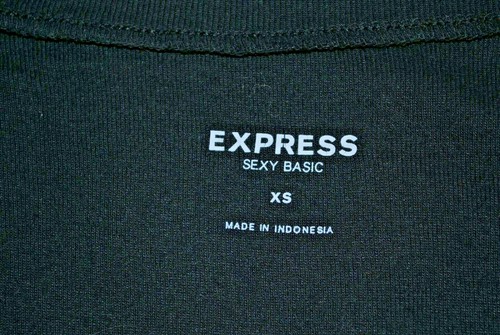 EXPRESS
SEXY BASIC
XS
MADE IN INDONESIA